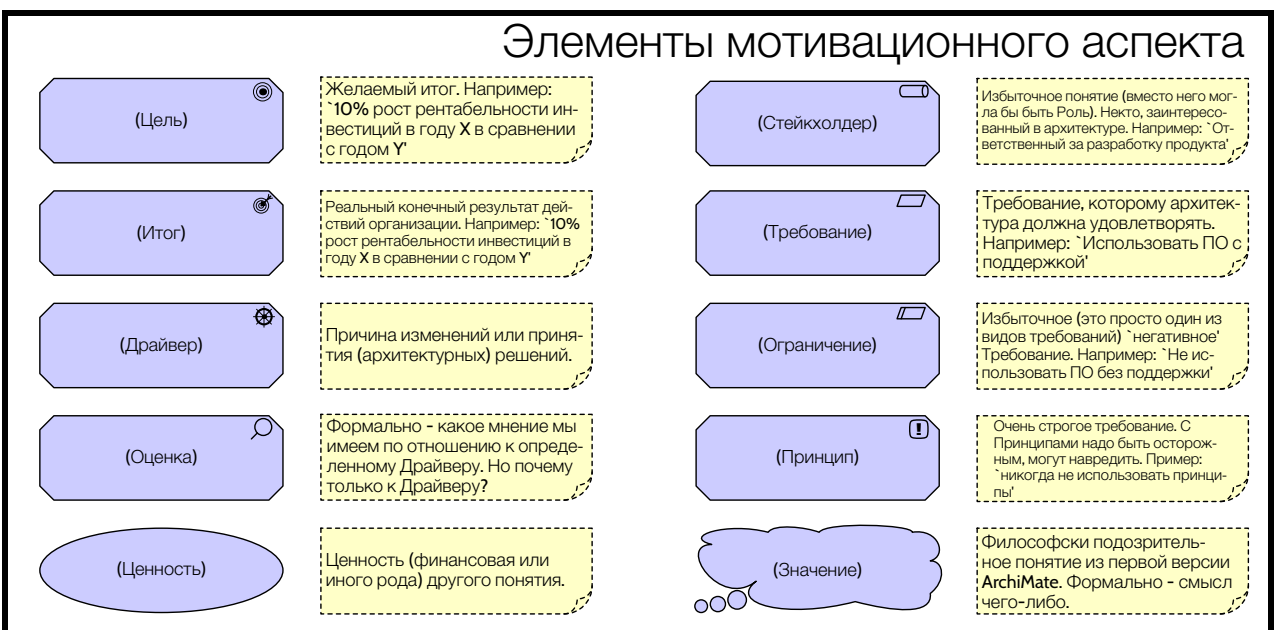 Элементы мотивационного аспекта
(Цель)
Желаемый итог. Например:
`10% рост рентабельности ин-
вестиций в году X в сравнении
с годом Y'
(Стейкхолдер)
Избыточное понятие (вместо него мог-
ла бы быть Роль). Некто, заинтересо-
ванный в архитектуре. Например: `От-
ветственный за разработку продукта'
(Итог)
Реальный конечный результат дей-
ствий организации. Например: `10%
рост рентабельности инвестиций в
году X в сравнении с годом Y'
(Требование)
Требование, которому архитек-
тура должна удовлетворять.
Например: `Использовать ПО с
поддержкой'
(Драйвер)
Причина изменений или приня-
тия (архитектурных) решений.
(Ограничение)
Избыточное (это просто один из
видов требований) `негативное'
Требование. Например: `Не ис-
пользовать ПО без поддержки'
(Оценка)
Формально - какое мнение мы
имеем по отношению к опреде-
ленному Драйверу. Но почему
только к Драйверу?
(Принцип)
Очень строгое требование. С
Принципами надо быть осторож-
ным, могут навредить. Пример:
`никогда не использовать принци-
пы'
(Ценность)
Ценность (финансовая или
иного рода) другого понятия.
(Значение)
Философски подозритель-
ное понятие из первой версии
ArchiMate. Формально - смысл
чего-либо.